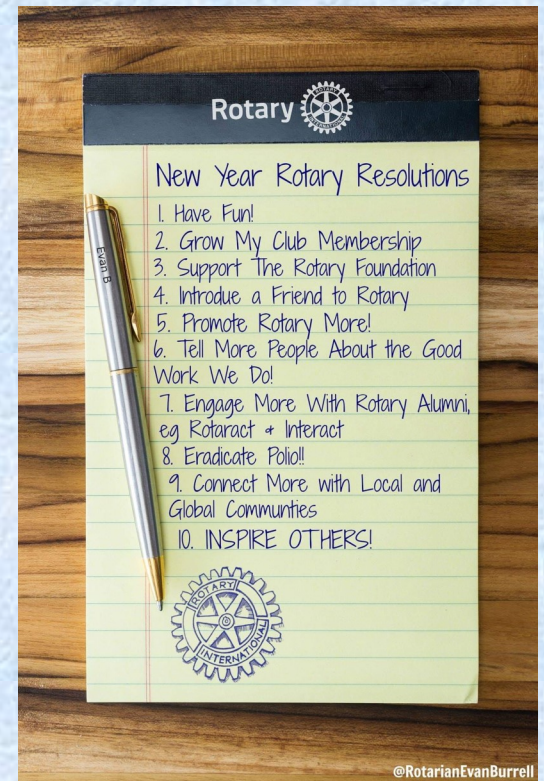 Rotary
ROTARY INTERNATIONAL
New Year Rotary Resolutions
1. Have Fun!
2. Grow My Club Membership
3. Support The Rotary Foundation
4. Introdue a Friend to Rotary
5. Promote Rotary More!
6. Tell More People About the Good
Work We Do!
7. Engage More With Rotary Alumni,
eg Rotaract & Interact
8. Eradicate Polio!!
9. Connect More with Local and
Global Communties
10. INSPIRE OTHERS!
Evan B
ROTARY
INTERNATIONAL
@RotarianEvanBurrell